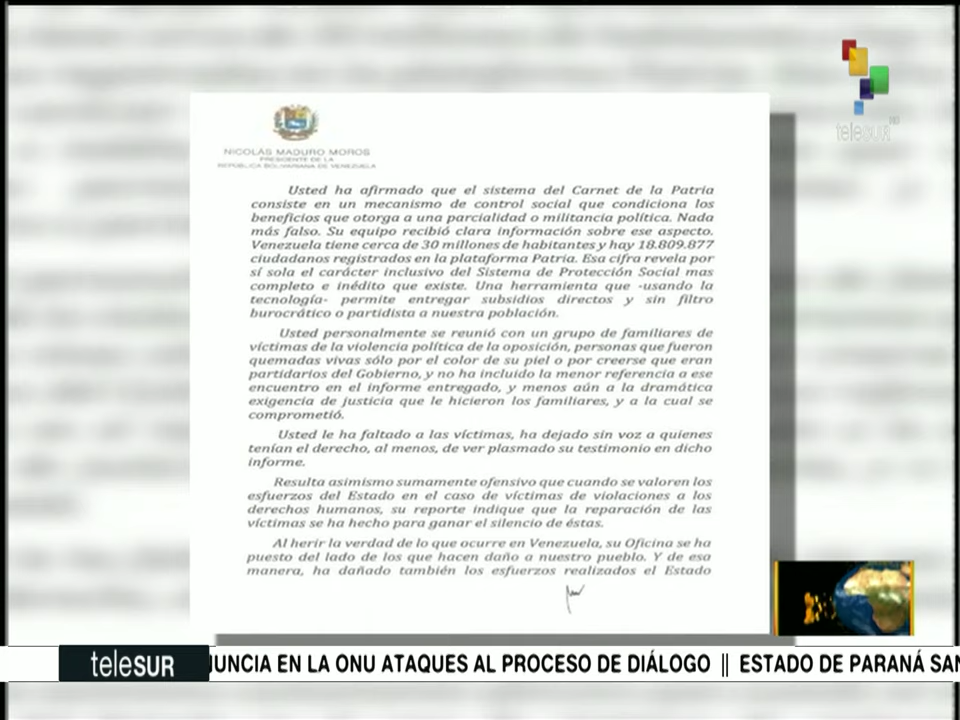 teleSUR HD
NICOLÁS MADURO MOROS
PRESIDENTE DE LA
REPÚBLICA BOLIVARIANA DE VENEZUELA
Usted ha afirmado que el sistema del Carnet de la Patria
consiste en un mecanismo de control social que condiciona los
beneficios que otorga a una parcialidad o militancia política. Nada
más falso. Su equipo recibió clara información sobre ese aspecto.
Venezuela tiene cerca de 30 millones de habitantes y hay 18.809.877
ciudadanos registrados en la plataforma Patria. Esa cifra revela por
sí sola el carácter inclusivo del Sistema de Protección Social mas
completo e inédito que existe. Una herramienta que -usando la
tecnología- permite entregar subsidios directos y sin filtro
burocrático o partidista a nuestra población.
Usted personalmente se reunió con un grupo de familiares de
víctimas de la violencia política de la oposición, personas que fueron
quemadas vivas sólo por el color de su piel o por creerse que eran
partidarios del Gobierno, y no ha incluido la menor referencia a ese
encuentro en el informe entregado, y menos aún a la dramática
exigencia de justicia que le hicieron los familiares, y a la cual se
comprometió.
Usted le ha faltado a las víctimas, ha dejado sin voz a quienes
tenían el derecho, al menos, de ver plasmado su testimonio en dicho
informe.
Resulta asimismo sumamente ofensivo que cuando se valoren los
esfuerzos del Estado en el caso de víctimas de violaciones a los
derechos humanos, su reporte indique que la reparación de las
víctimas se ha hecho para ganar el silencio de éstas.
Al herir la verdad de lo que ocurre en Venezuela, su Oficina se ha
puesto del lado de los que hacen daño a nuestro pueblo. Y de esa
manera, ha dañado también los esfuerzos realizados el Estado
teleSUR NUNCIA EN LA ONU ATAQUES AL PROCESO DE DIÁLOGO || ESTADO DE PARANÁ SAN